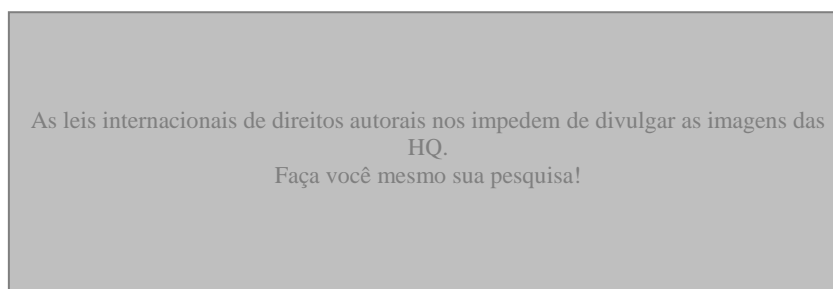 As leis internacionais de direitos autorais nos impedem de divulgar as imagens das
HQ.
Faça você mesmo sua pesquisa!